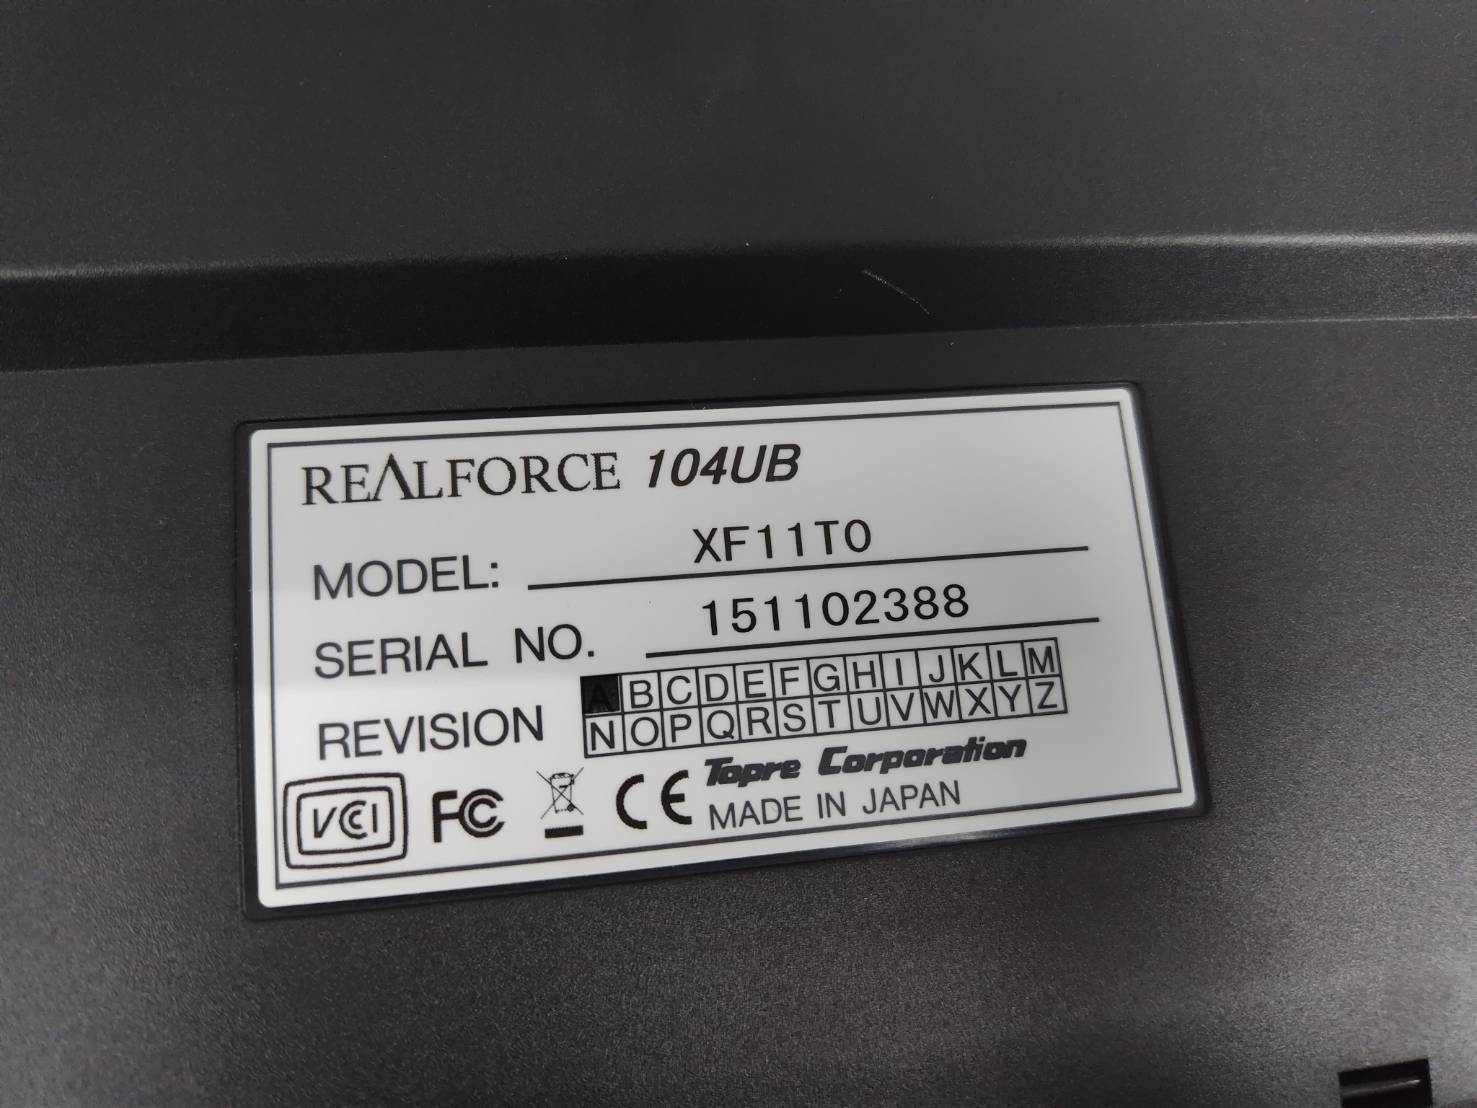 REALFORCE 104UB
MODEL: XF11T0
SERIAL NO. 151102388
REVISION
A B C D E F G H I J K L M
N O P Q R S T U V W X Y Z
VCI FC CE Topre Corporation
MADE IN JAPAN